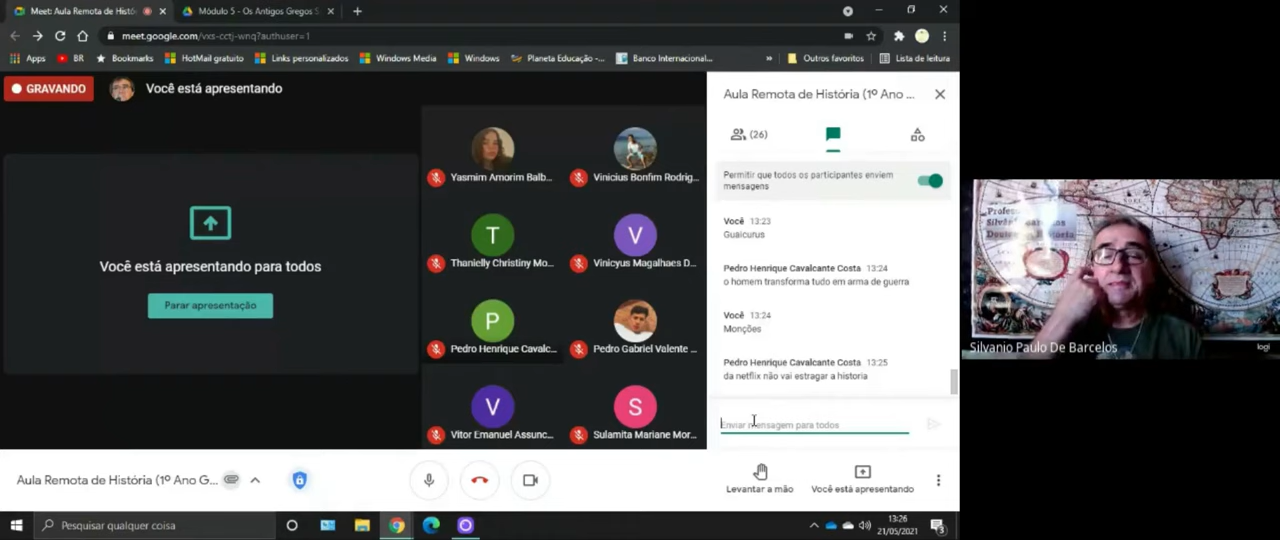 Meet: Aula Remota de Histó
Módulo 5 - Os Antigos Gregos S
meet.google.com/vxs-cctj-wnq?authuser=1
Apps
BR
Bookmarks
HotMail gratuito
Links personalizados
Windows Media
Windows
Planeta Educação -...
Banco Internacional...
»
Outros favoritos
Lista de leitura
GRAVANDO
Você está apresentando
Você está apresentando para todos
Parar apresentação
Yasmim Amorim Balb...
Vinicius Bonfim Rodrig...
T
Thanielly Christiny Mo...
V
Vinicyus Magalhaes D...
P
Pedro Henrique Cavalc...
Pedro Gabriel Valente ...
V
Vitor Emanuel Assunc...
S
Sulamita Mariane Mor...
Aula Remota de História (1º Ano ...
(26)
Permitir que todos os participantes enviem
mensagens
Você 13:23
Guaicurus
Pedro Henrique Cavalcante Costa 13:24
o homem transforma tudo em arma de guerra
Você 13:24
Monções
Pedro Henrique Cavalcante Costa 13:25
da netflix não vai estragar a historia
Enviar mensagem para todos
Aula Remota de História (1º Ano G...
Levantar a mão
Você está apresentando
Pesquisar qualquer coisa
13:26
21/05/2021
3
Silvanio Paulo De Barcelos
logi